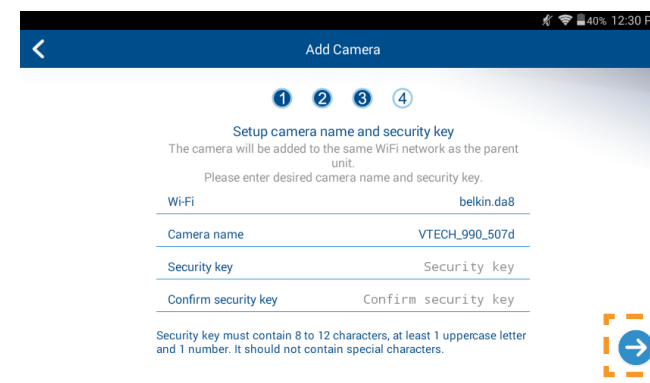 40% 12:30 P
Add Camera
1 2 3 4
Setup camera name and security key
The camera will be added to the same WiFi network as the parent
unit.
Please enter desired camera name and security key.
Wi-Fi belkin.da8
Camera name VTECH_990_507d
Security key Security key
Confirm security key Confirm security key
Security key must contain 8 to 12 characters, at least 1 uppercase letter
and 1 number. It should not contain special characters.